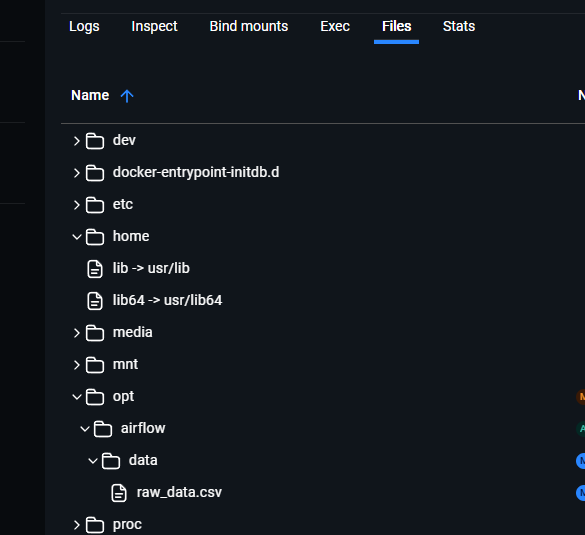 Logs Inspect Bind mounts Exec Files Stats
Name
dev
docker-entrypoint-initdb.d
etc
home
lib -> usr/lib
lib64 -> usr/lib64
media
mnt
opt
airflow
data
raw_data.csv
proc